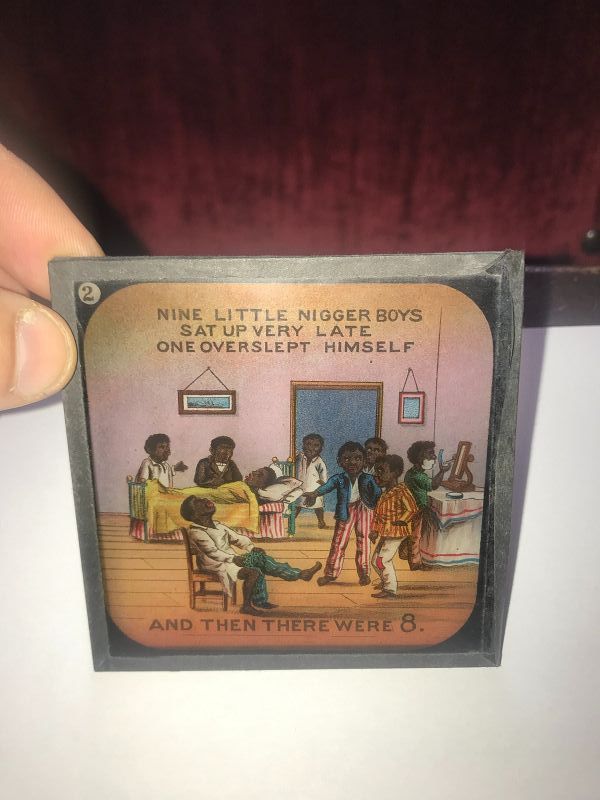 2
NINE LITTLE NIGGER BOYS
SAT UP VERY LATE
ONE OVERSLEPT HIMSELF
AND THEN THERE WERE 8.